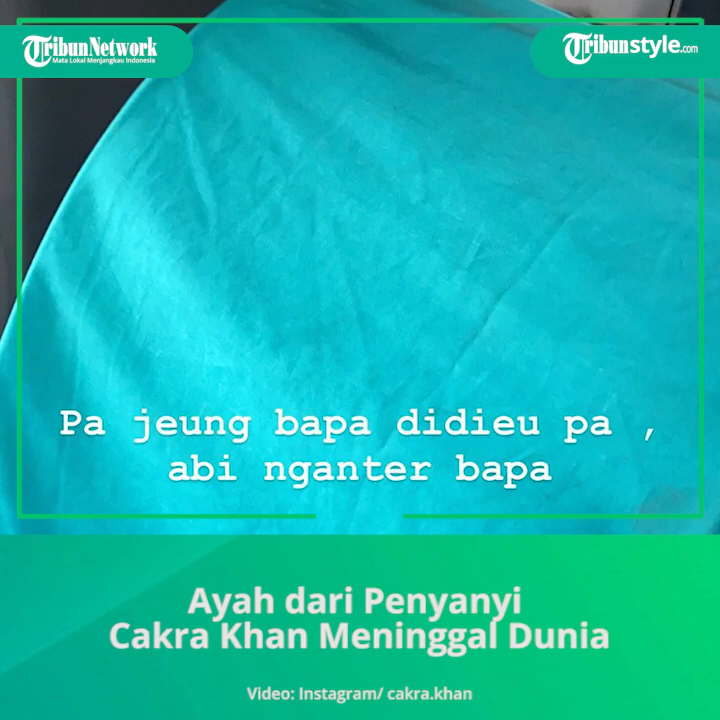 TribunNetwork
Mata Lokal Menjangkau Indonesia
Tribunstyle.com
Pa jeung bapa didieu pa ,
abi nganter bapa
Ayah dari Penyanyi
Cakra Khan Meninggal Dunia
Video: Instagram/ cakra.khan